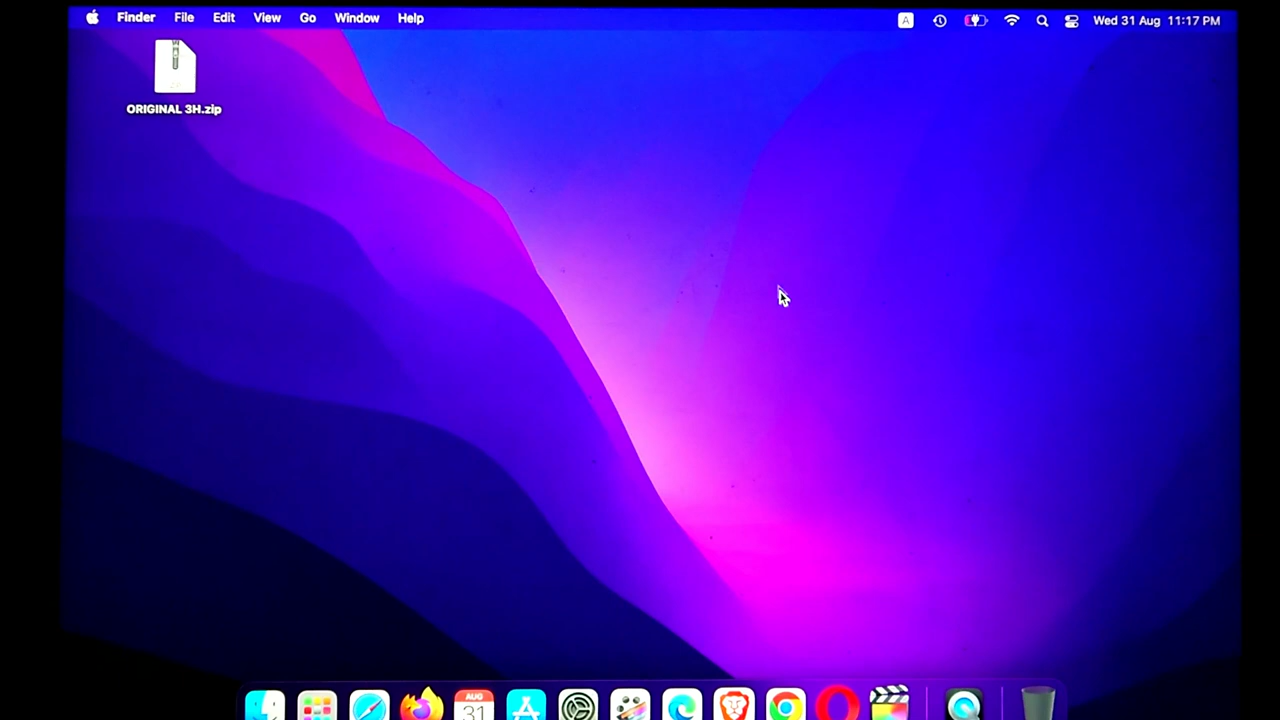 Finder File Edit View Go Window Help A Wed 31 Aug 11:17 PM
ORIGINAL 3H.zip
AUG
31